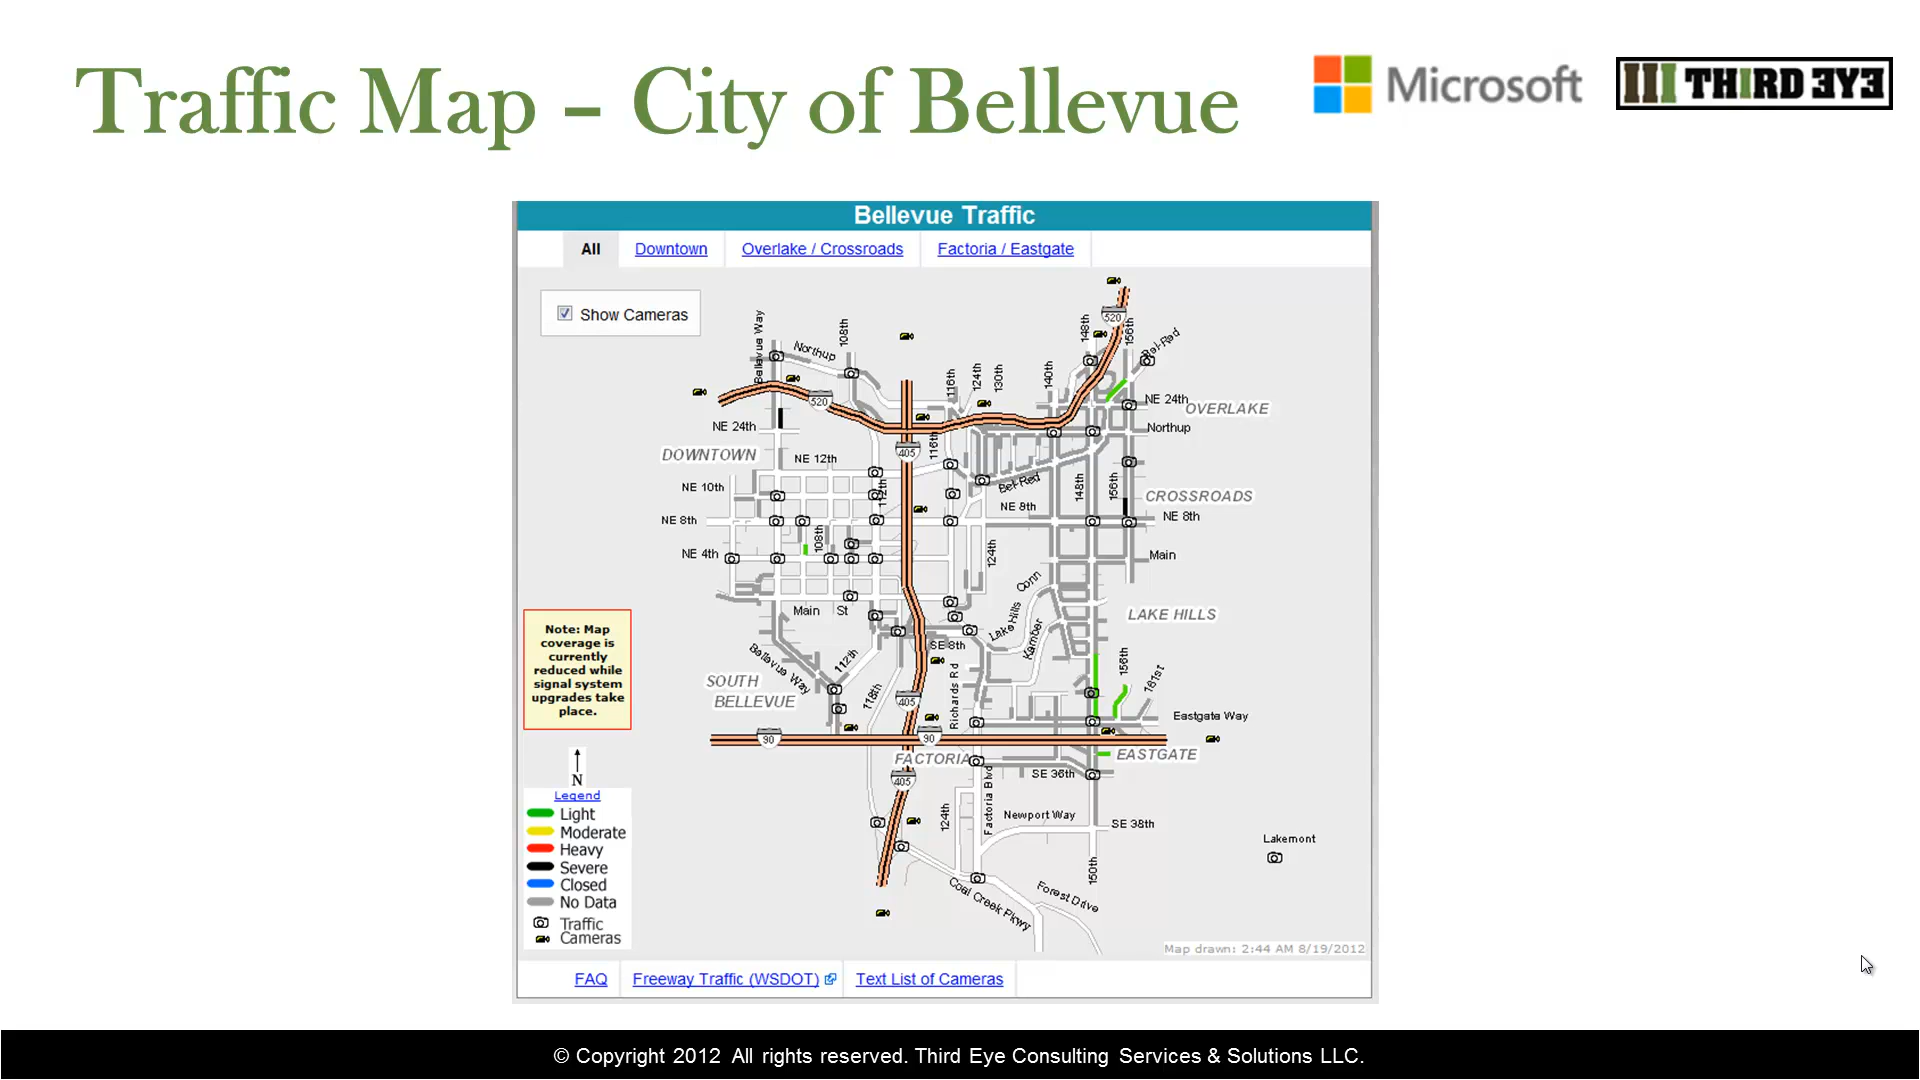 Traffic Map – City of Bellevue
Microsoft
THIRD EYE
Bellevue Traffic
All
Downtown
Overlake / Crossroads
Factoria / Eastgate
Show Cameras
Bellevue Way
Northup
108th
116th
124th
130th
140th
148th
520
156th
Bel-Red
520
NE 24th
OVERLAKE
NE 24th
Northup
116th
405
DOWNTOWN
NE 12th
NE 10th
112th
Bel-Red
148th
156th
CROSSROADS
NE 8th
NE 8th
NE 8th
NE 4th
108th
124th
Main
Main St
Lake Hills Conn
Kamber
LAKE HILLS
SE 8th
Bellevue Way
112th
118th
Richards Rd
156th
161st
SOUTH
BELLEVUE
405
Eastgate Way
90
90
FACTORIA
EASTGATE
405
SE 36th
124th
Factoria Blvd
Newport Way
SE 38th
150th
Lakemont
Coal Creek Pkwy
Forest Drive
Note: Map
coverage is
currently
reduced while
signal system
upgrades take
place.
N
Legend
Light
Moderate
Heavy
Severe
Closed
No Data
Traffic
Cameras
Map drawn: 2:44 AM 8/19/2012
FAQ
Freeway Traffic (WSDOT)
Text List of Cameras
© Copyright 2012 All rights reserved. Third Eye Consulting Services & Solutions LLC.